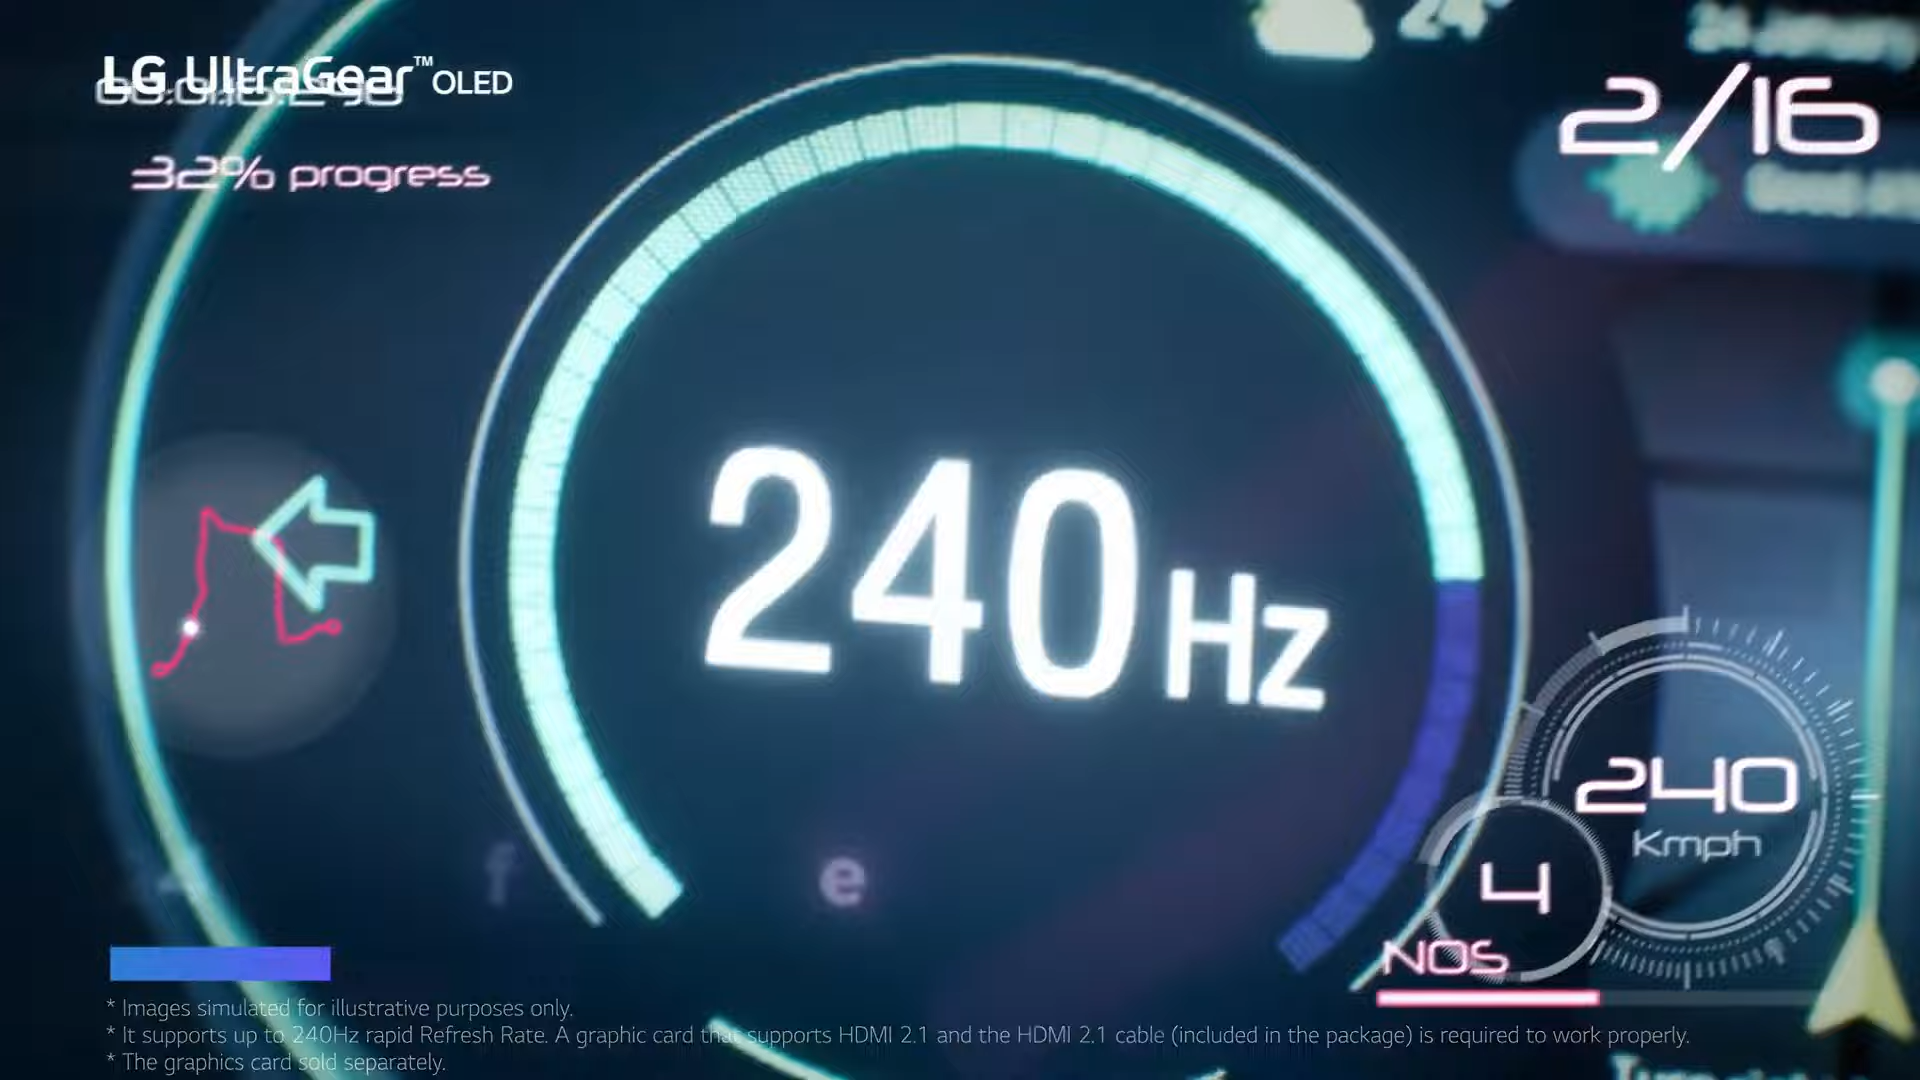 LG UltraGear™ OLED
32% progress
24°
2/16
240Hz
240
Kmph
4
NOS
f
e
* Images simulated for illustrative purposes only.
* It supports up to 240Hz rapid Refresh Rate. A graphic card that supports HDMI 2.1 and the HDMI 2.1 cable (included in the package) is required to work properly.
* The graphics card sold separately.